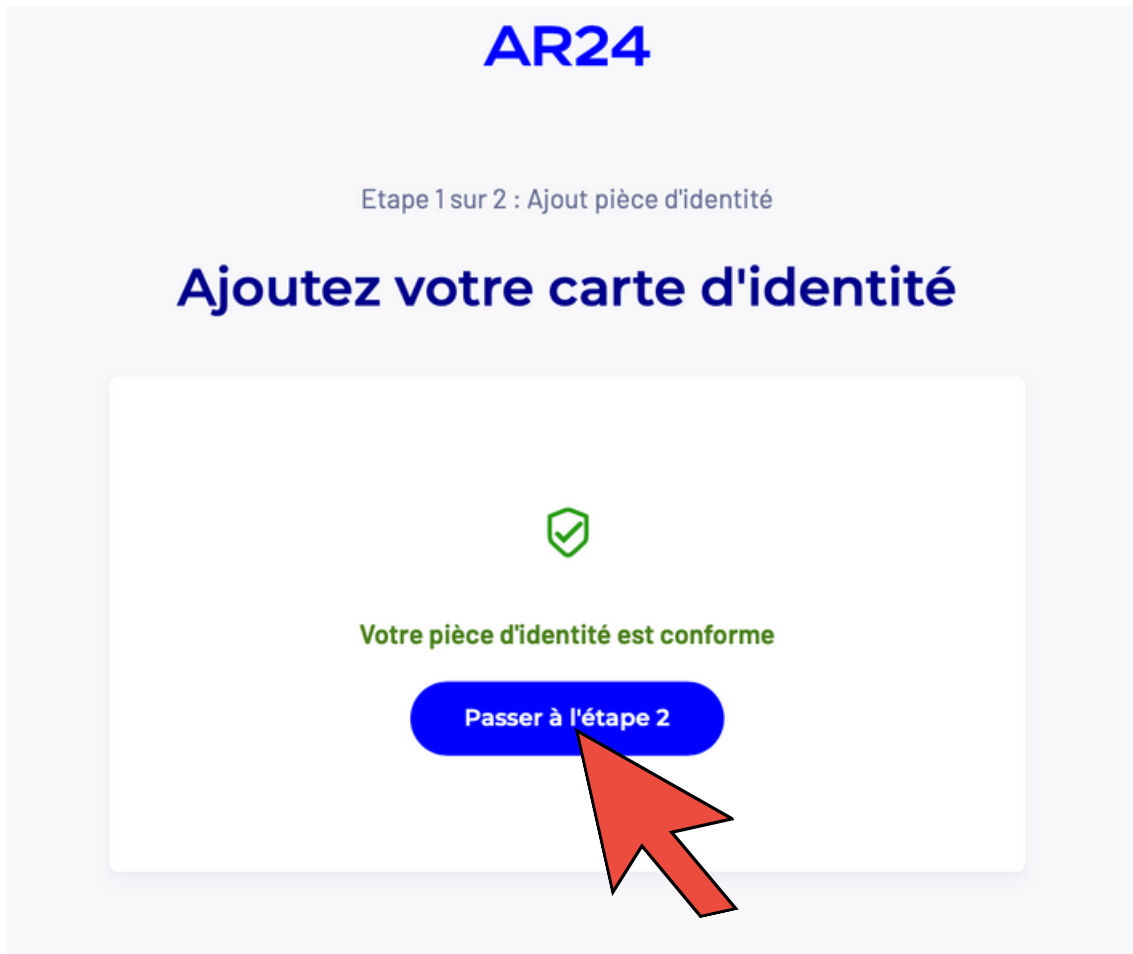 AR24
Etape 1 sur 2 : Ajout pièce d'identité
Ajoutez votre carte d'identité
Votre pièce d'identité est conforme
Passer à l'étape 2